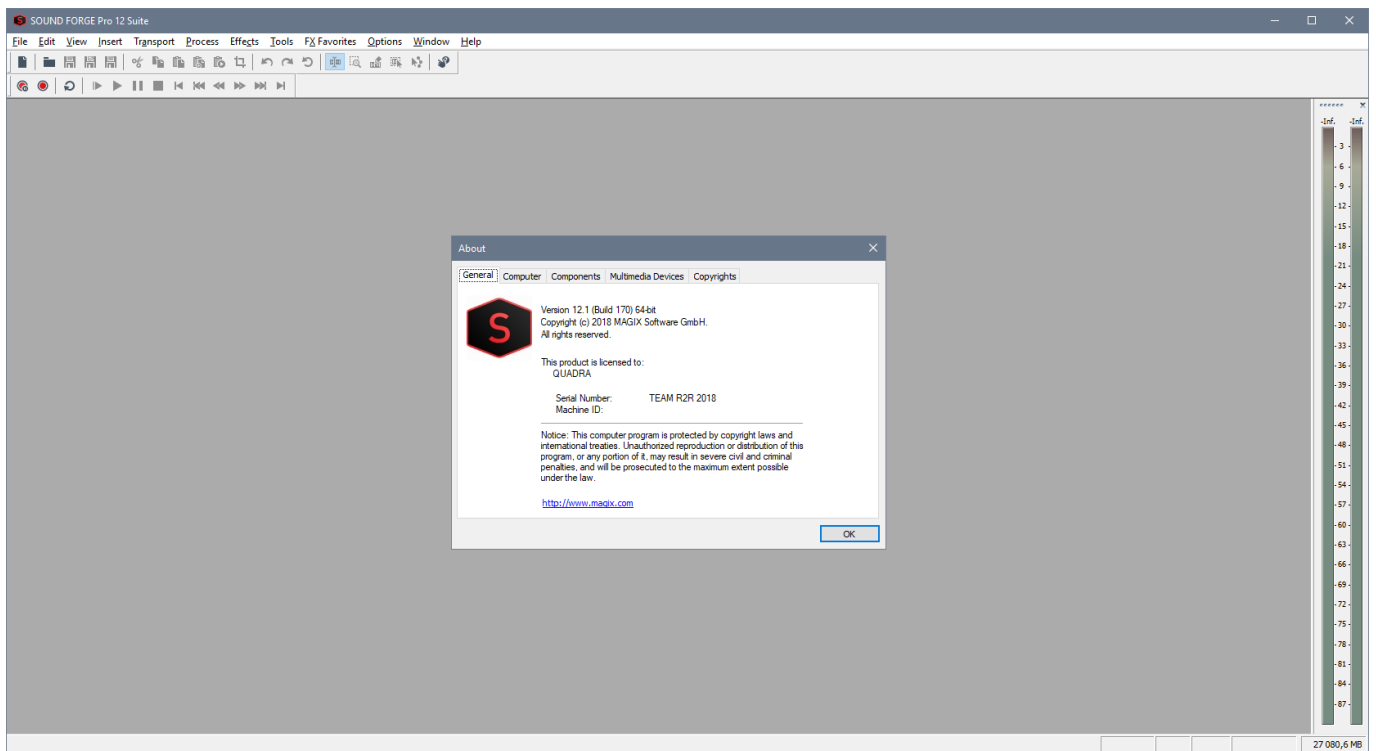 SOUND FORGE Pro 12 Suite
File Edit View Insert Transport Process Effects Tools FX Favorites Options Window Help
-Inf. -Inf.
- 3 -
- 6 -
- 9 -
- 12 -
- 15 -
- 18 -
- 21 -
- 24 -
- 27 -
- 30 -
- 33 -
- 36 -
- 39 -
- 42 -
- 45 -
- 48 -
- 51 -
- 54 -
- 57 -
- 60 -
- 63 -
- 66 -
- 69 -
- 72 -
- 75 -
- 78 -
- 81 -
- 84 -
- 87 -
About
General Computer Components Multimedia Devices Copyrights
S
Version 12.1 (Build 170) 64-bit
Copyright (c) 2018 MAGIX Software GmbH.
All rights reserved.
This product is licensed to:
QUADRA
Serial Number: TEAM R2R 2018
Machine ID:
Notice: This computer program is protected by copyright laws and
international treaties. Unauthorized reproduction or distribution of this
program, or any portion of it, may result in severe civil and criminal
penalties, and will be prosecuted to the maximum extent possible
under the law.
http://www.magix.com
OK
27 080,6 MB